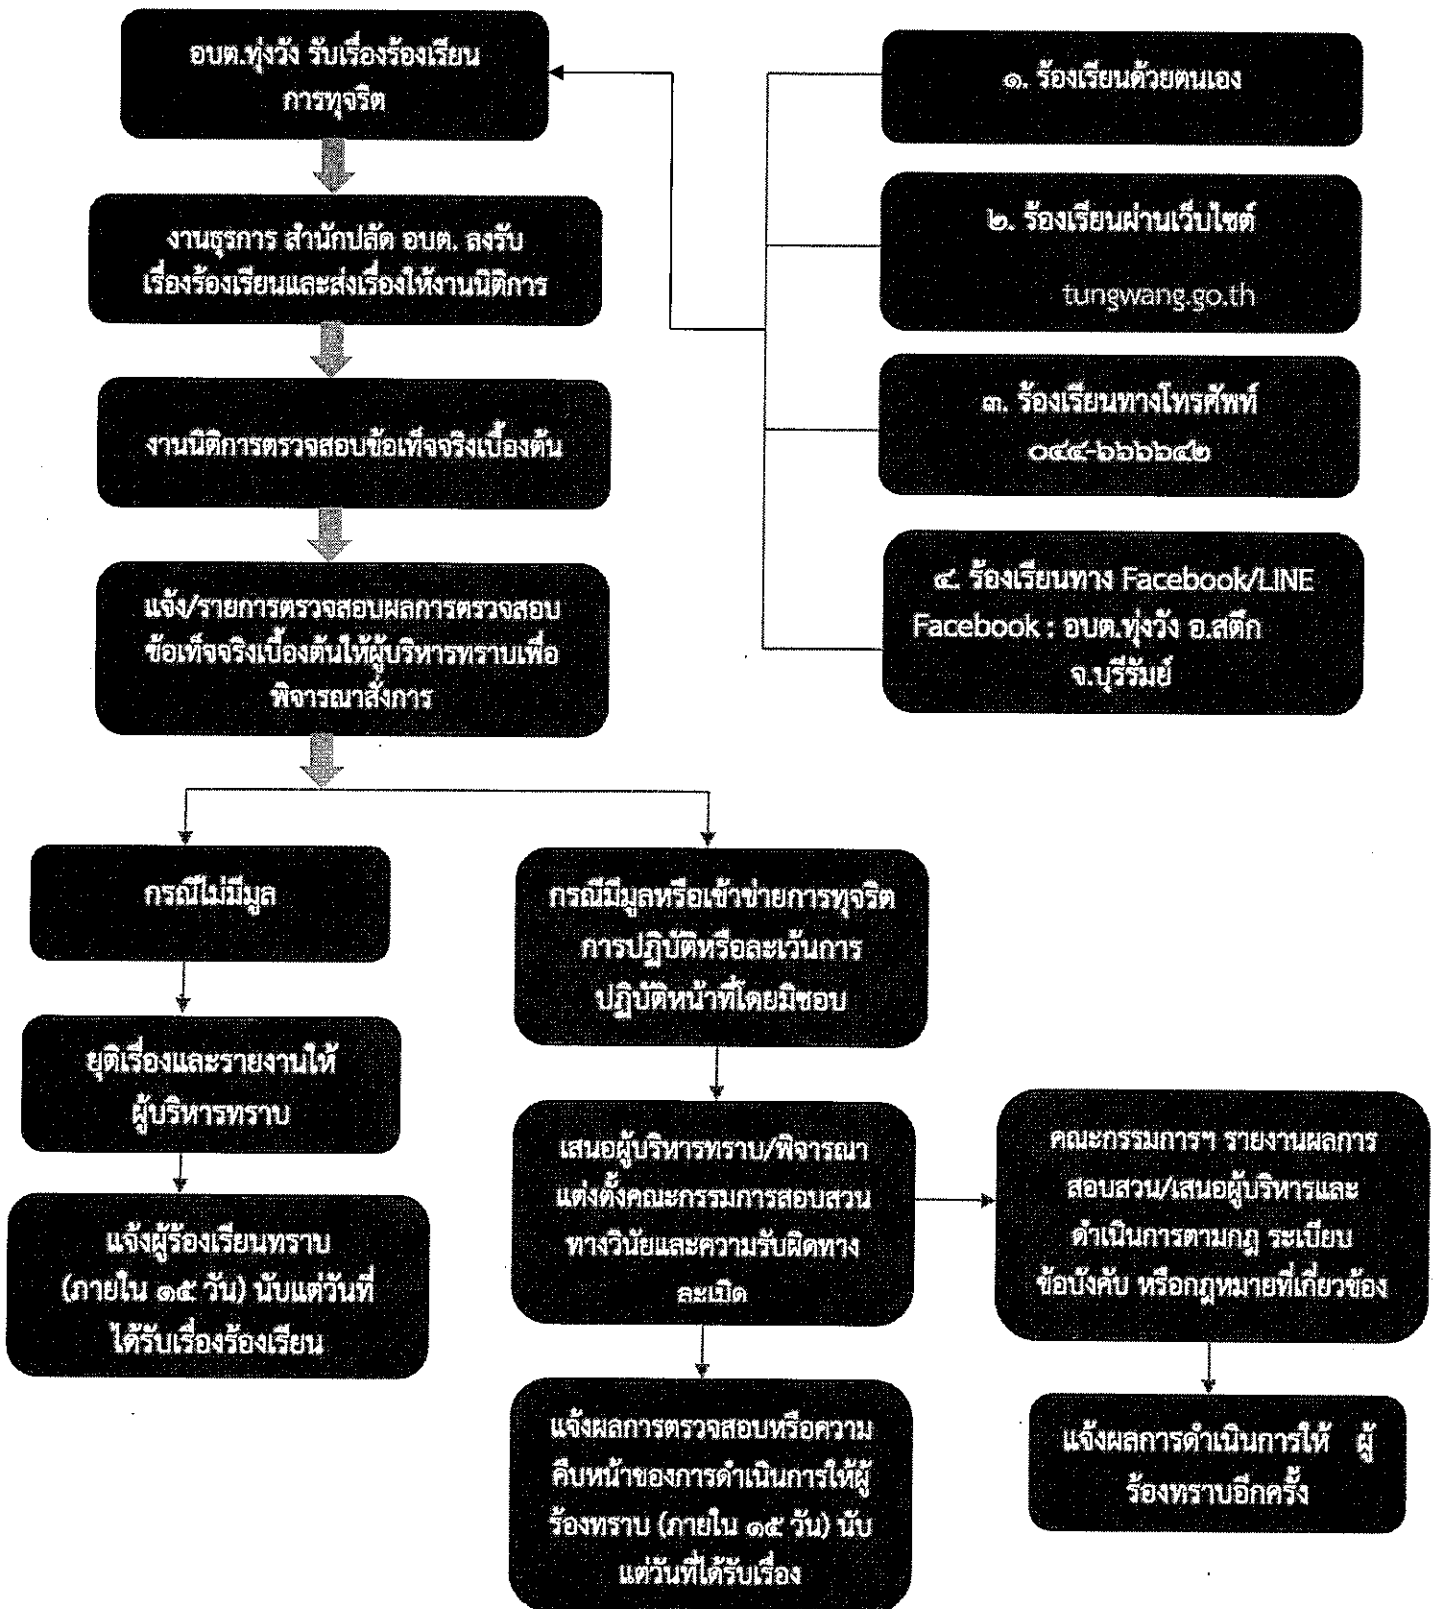 อบต.ทุ่งวัง รับเรื่องร้องเรียน
การทุจริต
๑. ร้องเรียนด้วยตนเอง
๒. ร้องเรียนผ่านเว็บไซต์
tungwang.go.th
๓. ร้องเรียนทางโทรศัพท์
๐๔๔-๖๖๖๖๔๒
๔. ร้องเรียนทาง Facebook/LINE
Facebook : อบต.ทุ่งวัง อ.สตึก
จ.บุรีรัมย์
งานธุรการ สำนักปลัด อบต. ลงรับ
เรื่องร้องเรียนและส่งเรื่องให้งานนิติการ
งานนิติการตรวจสอบข้อเท็จจริงเบื้องต้น
แจ้ง/รายการตรวจสอบผลการตรวจสอบ
ข้อเท็จจริงเบื้องต้นให้ผู้บริหารทราบเพื่อ
พิจารณาสั่งการ
กรณีไม่มีมูล
ยุติเรื่องและรายงานให้
ผู้บริหารทราบ
แจ้งผู้ร้องเรียนทราบ
(ภายใน ๑๕ วัน) นับแต่วันที่
ได้รับเรื่องร้องเรียน
กรณีมีมูลหรือเข้าข่ายการทุจริต
การปฏิบัติหรือละเว้นการ
ปฏิบัติหน้าที่โดยมิชอบ
เสนอผู้บริหารทราบ/พิจารณา
แต่งตั้งคณะกรรมการสอบสวน
ทางวินัยและความรับผิดทาง
ละเมิด
แจ้งผลการตรวจสอบหรือความ
คืบหน้าของการดำเนินการให้ผู้
ร้องทราบ (ภายใน ๑๕ วัน) นับ
แต่วันที่ได้รับเรื่อง
คณะกรรมการฯ รายงานผลการ
สอบสวน/เสนอผู้บริหารและ
ดำเนินการตามกฎ ระเบียบ
ข้อบังคับ หรือกฎหมายที่เกี่ยวข้อง
แจ้งผลการดำเนินการให้ ผู้
ร้องทราบอีกครั้ง